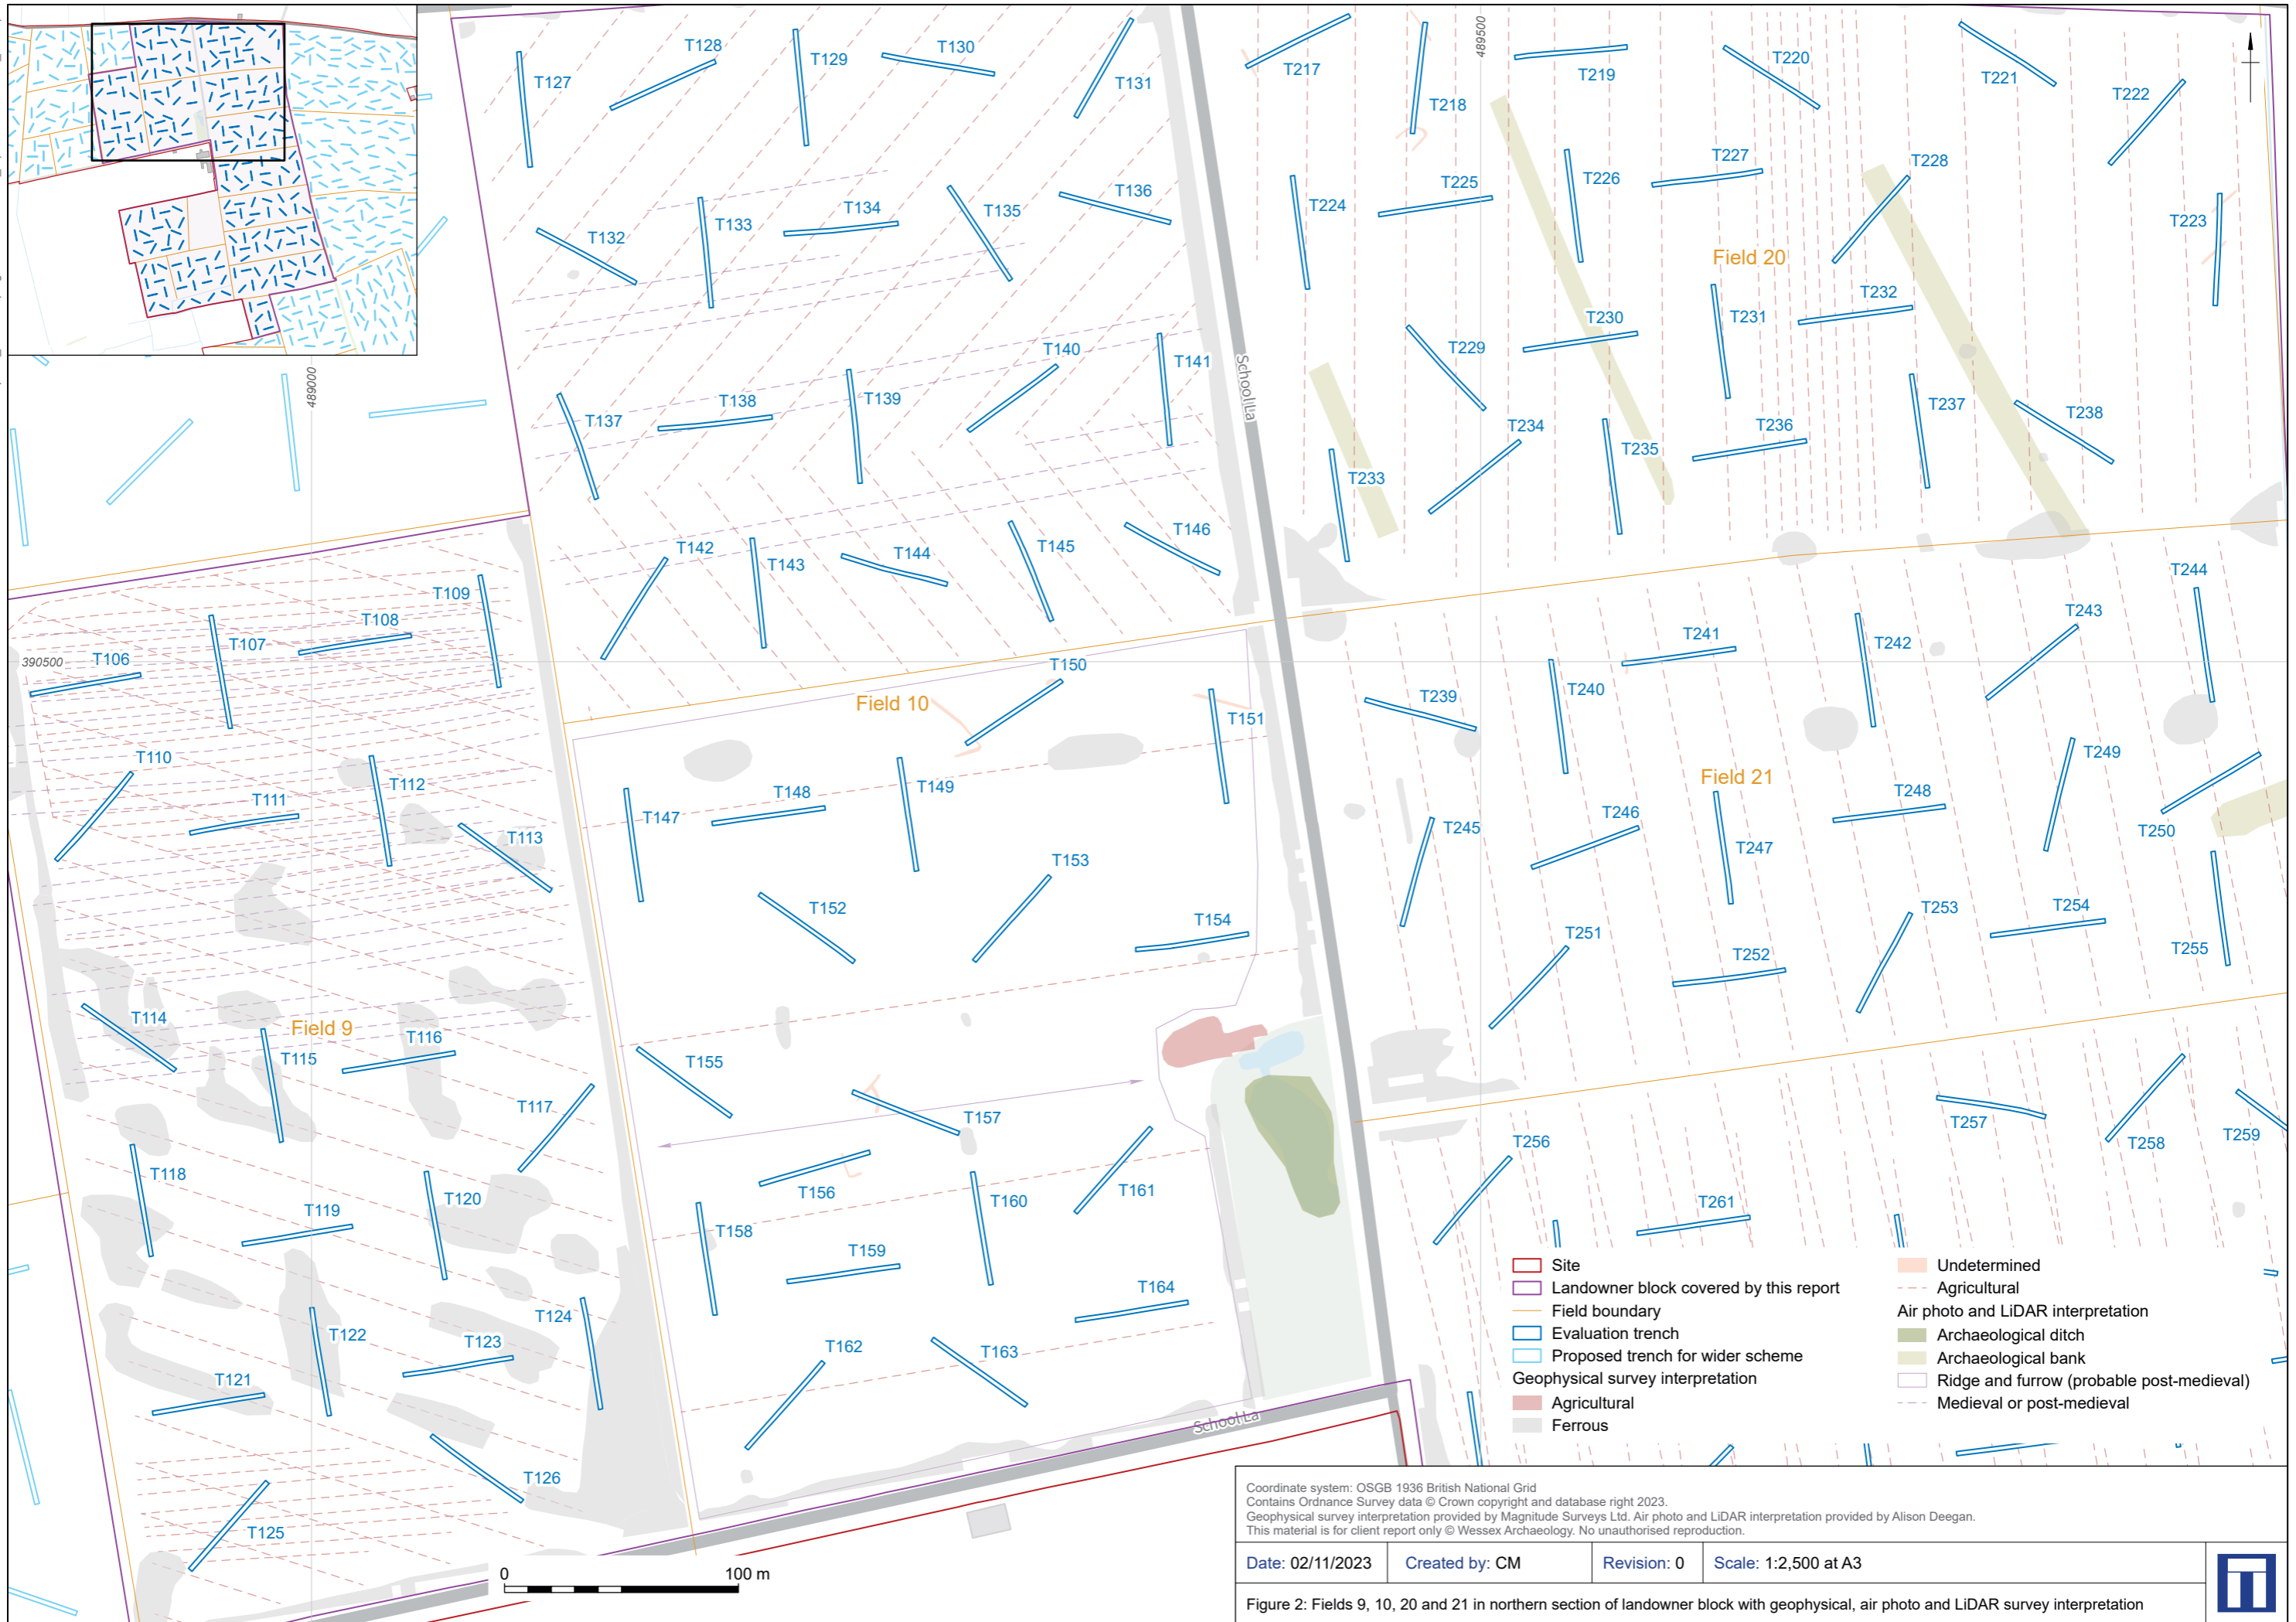 T127
T128
T129
T130
T131
T217
T218
489500
T219
T220
T221
T222
T132
T133
T134
T135
T136
T224
T225
T226
T227
T228
T223
Field 20
T229
T230
T231
T232
489000
School La
T137
T138
T139
T140
T141
T233
T234
T235
T236
T237
T238
T142
T143
T144
T145
T146
T109
T108
T107
T106
390500
T150
Field 10
T151
T239
T240
T241
T242
T243
T244
T110
T111
T112
T113
T147
T148
T149
T153
T152
T154
Field 21
T245
T246
T247
T248
T249
T250
T251
T252
T253
T254
T255
T114
Field 9
T115
T116
T117
T155
T157
T156
T257
T258
T259
T256
T118
T119
T120
T158
T159
T160
T161
T261
T164
T124
T122
T123
T121
T162
T163
School La
T126
T125
Site
Landowner block covered by this report
Field boundary
Evaluation trench
Proposed trench for wider scheme
Geophysical survey interpretation
Agricultural
Ferrous
Undetermined
Agricultural
Air photo and LiDAR interpretation
Archaeological ditch
Archaeological bank
Ridge and furrow (probable post-medieval)
Medieval or post-medieval
0 100 m
Coordinate system: OSGB 1936 British National Grid
Contains Ordnance Survey data © Crown copyright and database right 2023.
Geophysical survey interpretation provided by Magnitude Surveys Ltd. Air photo and LiDAR interpretation provided by Alison Deegan.
This material is for client report only © Wessex Archaeology. No unauthorised reproduction.
Date: 02/11/2023 Created by: CM Revision: 0 Scale: 1:2,500 at A3
Figure 2: Fields 9, 10, 20 and 21 in northern section of landowner block with geophysical, air photo and LiDAR survey interpretation